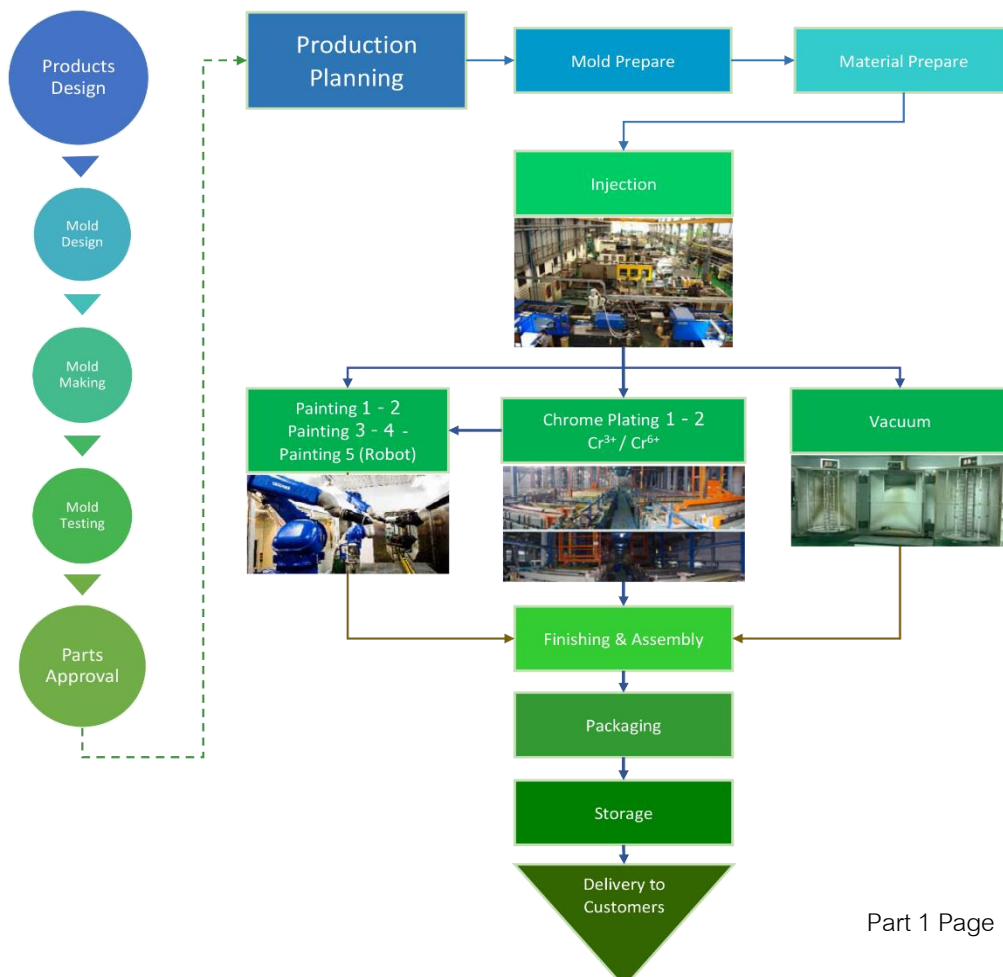 Products
Design
Mold
Design
Mold
Making
Mold
Testing
Parts
Approval
Production
Planning
Mold Prepare
Material Prepare
Injection
Painting 1 - 2
Painting 3 - 4 -
Painting 5 (Robot)
Chrome Plating 1 - 2
Cr³⁺ / Cr⁶⁺
Vacuum
Finishing & Assembly
Packaging
Storage
Delivery to
Customers
Part 1 Page